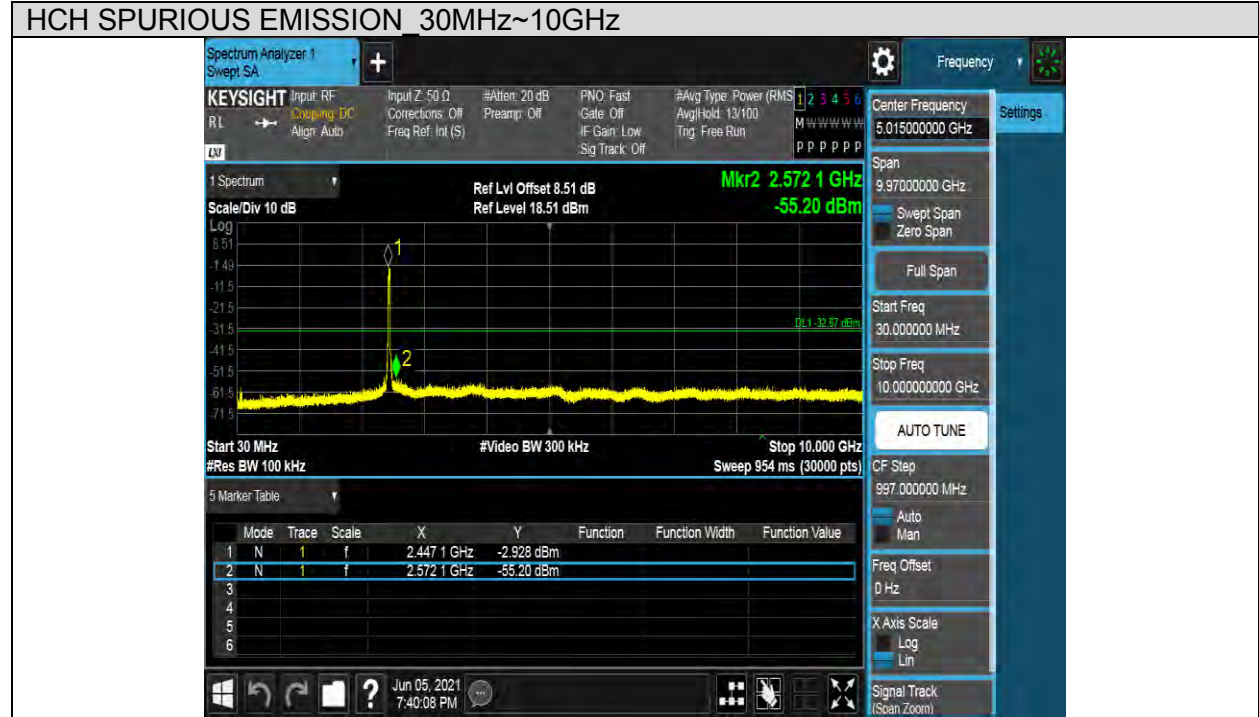 HCH SPURIOUS EMISSION_30MHz~10GHz
Spectrum Analyzer 1
Swept SA
+
Frequency
KEYSIGHT Input: RF Input Z: 50 Ω #Atten: 20 dB PNO: Fast #Avg Type: Power (RMS 1 2 3 4 5 6
RL Coupling: DC Corrections: Off Preamp: Off Gate: Off Avg|Hold: 13/100 M W W W W W
Align: Auto Freq Ref: Int (S) IF Gain: Low Trig: Free Run
Sig Track: Off P P P P P P
LXI
Center Frequency
5.015000000 GHz
Settings
Span
9.97000000 GHz
Swept Span
Zero Span
Full Span
Start Freq
30.000000 MHz
Stop Freq
10.000000000 GHz
AUTO TUNE
CF Step
997.000000 MHz
Auto
Man
Freq Offset
0 Hz
X Axis Scale
Log
Lin
Signal Track
(Span Zoom)
1 Spectrum
Ref Lvl Offset 8.51 dB
Mkr2 2.572 1 GHz
Scale/Div 10 dB
Ref Level 18.51 dBm
-55.20 dBm
Log
8.51
-1.49
-11.5
-21.5
-31.5
-41.5
-51.5
-61.5
-71.5
1
DL1 -32.67 dBm
2
Start 30 MHz #Video BW 300 kHz Stop 10.000 GHz
#Res BW 100 kHz Sweep 954 ms (30000 pts)
5 Marker Table
Mode Trace Scale X Y Function Function Width Function Value
1 N 1 f 2.447 1 GHz -2.928 dBm
2 N 1 f 2.572 1 GHz -55.20 dBm
3
4
5
6
? Jun 05, 2021
7:40:08 PM